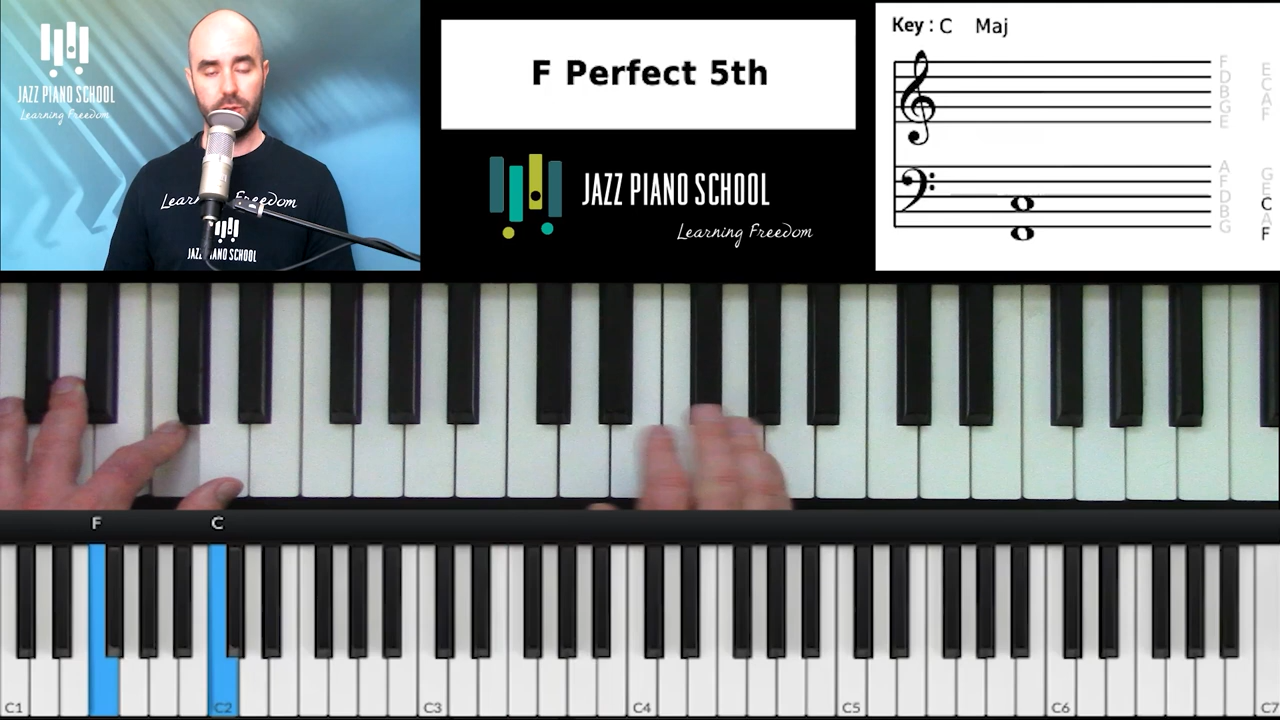 JAZZ PIANO SCHOOL
Learning Freedom
Learning Freedom
JAZZ PIANO SCHOOL
F Perfect 5th
JAZZ PIANO SCHOOL
Learning Freedom
Key : C Maj
F
D
B
G
E
E
C
A
F
A
F
D
B
G
G
E
C
A
F
F C
C1 C2 C3 C4 C5 C6 C7